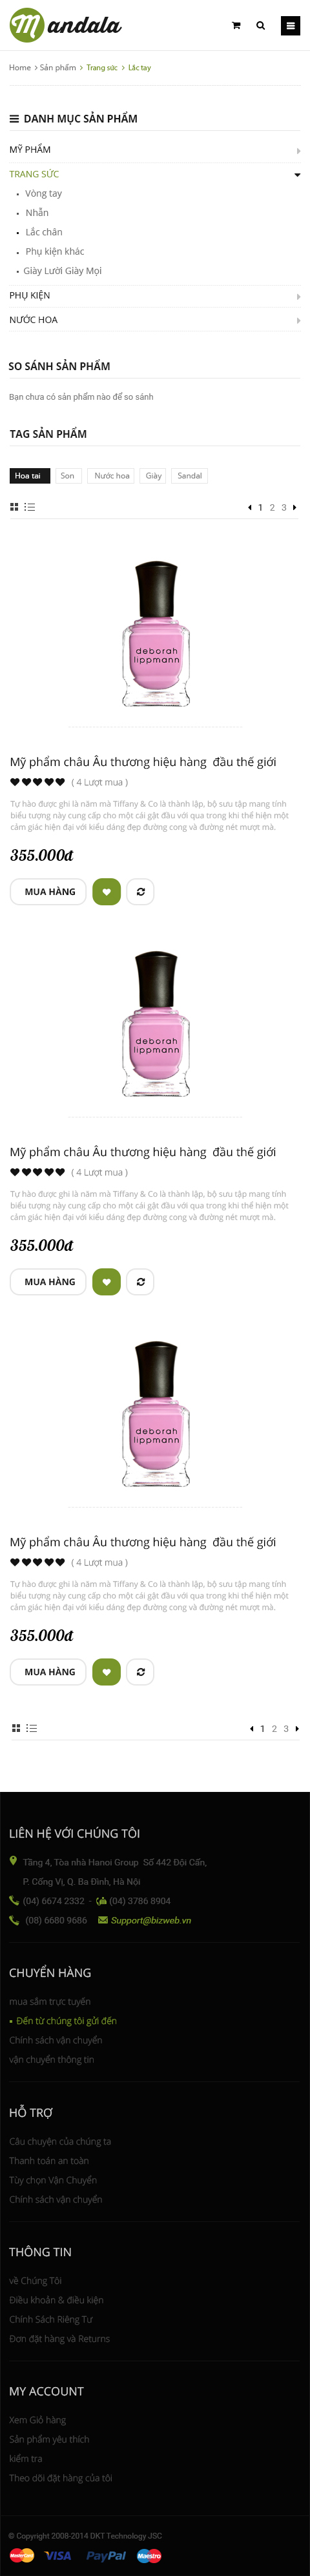 mandala
Home > Sản phẩm > Trang sức > Lắc tay
DANH MỤC SẢN PHẨM
MỸ PHẨM
TRANG SỨC
Vòng tay
Nhẫn
Lắc chân
Phụ kiện khác
Giày Lười Giày Mọi
PHỤ KIỆN
NƯỚC HOA
SO SÁNH SẢN PHẨM
Bạn chưa có sản phẩm nào để so sánh
TAG SẢN PHẨM
Hoa tai Son Nước hoa Giày Sandal
1 2 3
deborah
lippmann
Mỹ phẩm châu Âu thương hiệu hàng đầu thế giới
( 4 Lượt mua )
Tự hào được ghi là năm mà Tiffany & Co là thành lập, bộ sưu tập mang tính
biểu tượng này cung cấp cho một cái gật đầu với qua trong khi thể hiện một
cảm giác hiện đại với kiểu dáng đẹp đường cong và đường nét mượt mà.
355.000đ
MUA HÀNG
deborah
lippmann
Mỹ phẩm châu Âu thương hiệu hàng đầu thế giới
( 4 Lượt mua )
Tự hào được ghi là năm mà Tiffany & Co là thành lập, bộ sưu tập mang tính
biểu tượng này cung cấp cho một cái gật đầu với qua trong khi thể hiện một
cảm giác hiện đại với kiểu dáng đẹp đường cong và đường nét mượt mà.
355.000đ
MUA HÀNG
deborah
lippmann
Mỹ phẩm châu Âu thương hiệu hàng đầu thế giới
( 4 Lượt mua )
Tự hào được ghi là năm mà Tiffany & Co là thành lập, bộ sưu tập mang tính
biểu tượng này cung cấp cho một cái gật đầu với qua trong khi thể hiện một
cảm giác hiện đại với kiểu dáng đẹp đường cong và đường nét mượt mà.
355.000đ
MUA HÀNG
1 2 3
LIÊN HỆ VỚI CHÚNG TÔI
Tầng 4, Tòa nhà Hanoi Group Số 442 Đội Cấn,
P. Cống Vị, Q. Ba Đình, Hà Nội
(04) 6674 2332 - (04) 3786 8904
(08) 6680 9686 Support@bizweb.vn
CHUYỂN HÀNG
mua sắm trực tuyến
Đến từ chúng tôi gửi đến
Chính sách vận chuyển
vận chuyển thông tin
HỖ TRỢ
Câu chuyện của chúng ta
Thanh toán an toàn
Tùy chọn Vận Chuyển
Chính sách vận chuyển
THÔNG TIN
về Chúng Tôi
Điều khoản & điều kiện
Chính Sách Riêng Tư
Đơn đặt hàng và Returns
MY ACCOUNT
Xem Giỏ hàng
Sản phẩm yêu thích
kiểm tra
Theo dõi đặt hàng của tôi
© Copyright 2008-2014 DKT Technology JSC
MasterCard VISA PayPal Maestro